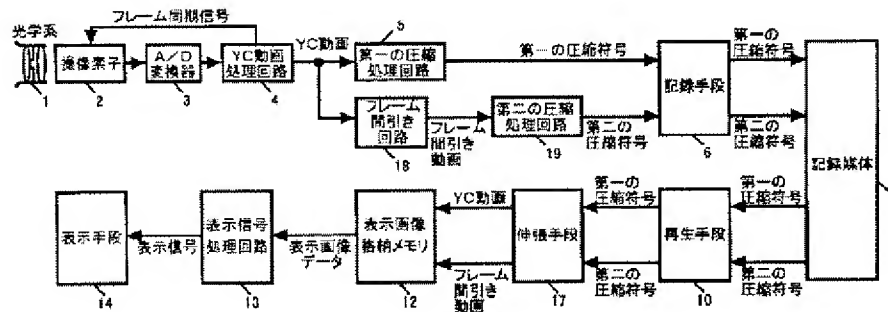 フレーム同期信号
光学系
撮像素子
A/D
変換器
YC動画
処理回路
YC動画
第一の圧縮
処理回路
第一の圧縮符号
記録手段
第一の
圧縮符号
第二の
圧縮符号
記録媒体
1
2
3
4
5
フレーム
間引き
回路
フレーム
間引き
動画
第二の圧縮
処理回路
第二の
圧縮符号
18
19
6
表示手段
表示信号
表示信号
処理回路
表示画像
データ
表示画像
格納メモリ
YC動画
フレーム
間引き
動画
伸張手段
第一の
圧縮符号
第二の
圧縮符号
再生手段
第一の
圧縮符号
第二の
圧縮符号
14
13
12
17
10